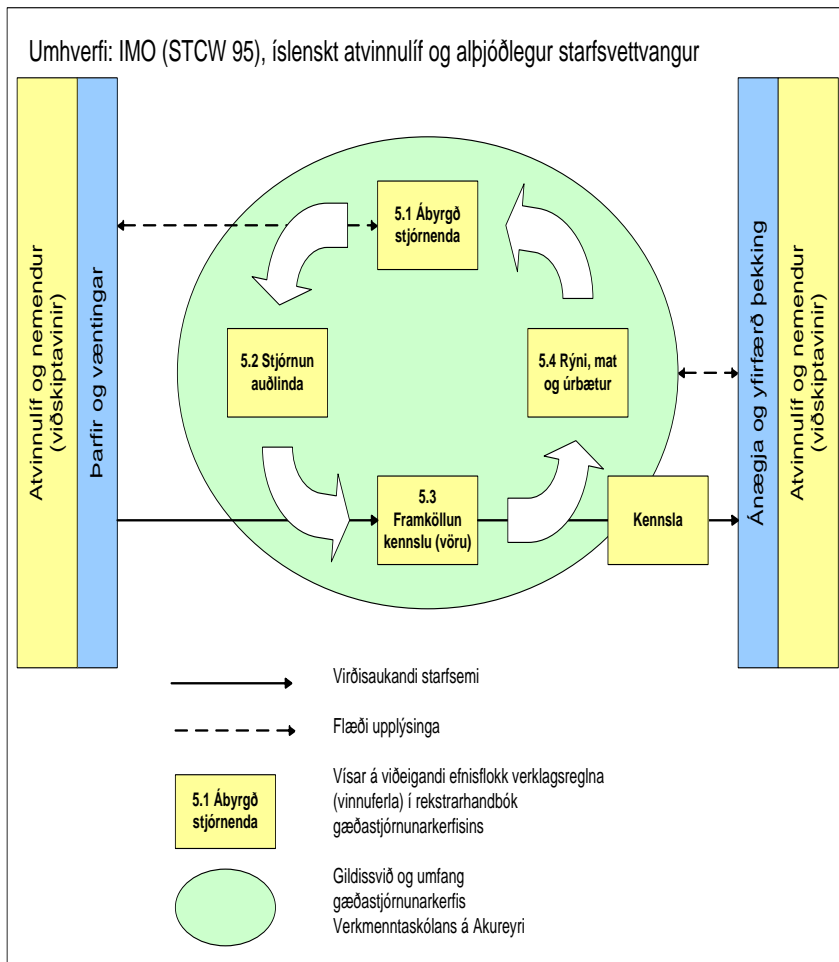 Umhverfi: IMO (STCW 95), íslenskt atvinnulíf og alþjóðlegur starfsvettvangur
Atvinnulíf og nemendur
(viðskiptavinir)
Þarfir og væntingar
5.1 Ábyrgð
stjórnenda
5.2 Stjórnun
auðlinda
5.4 Rýni, mat
og úrbætur
5.3
Framköllun
kennslu (vöru)
Kennsla
Ánægja og yfirfærð þekking
Atvinnulíf og nemendur
(viðskiptavinir)
Virðisaukandi starfsemi
Flæði upplýsinga
5.1 Ábyrgð
stjórnenda
Vísar á viðeigandi efnisflokk verklagsreglna
(vinnuferla) í rekstrarhandbók
gæðastjórnunarkerfisins
Gildissvið og umfang
gæðastjórnunarkerfis
Verkmenntaskólans á Akureyri